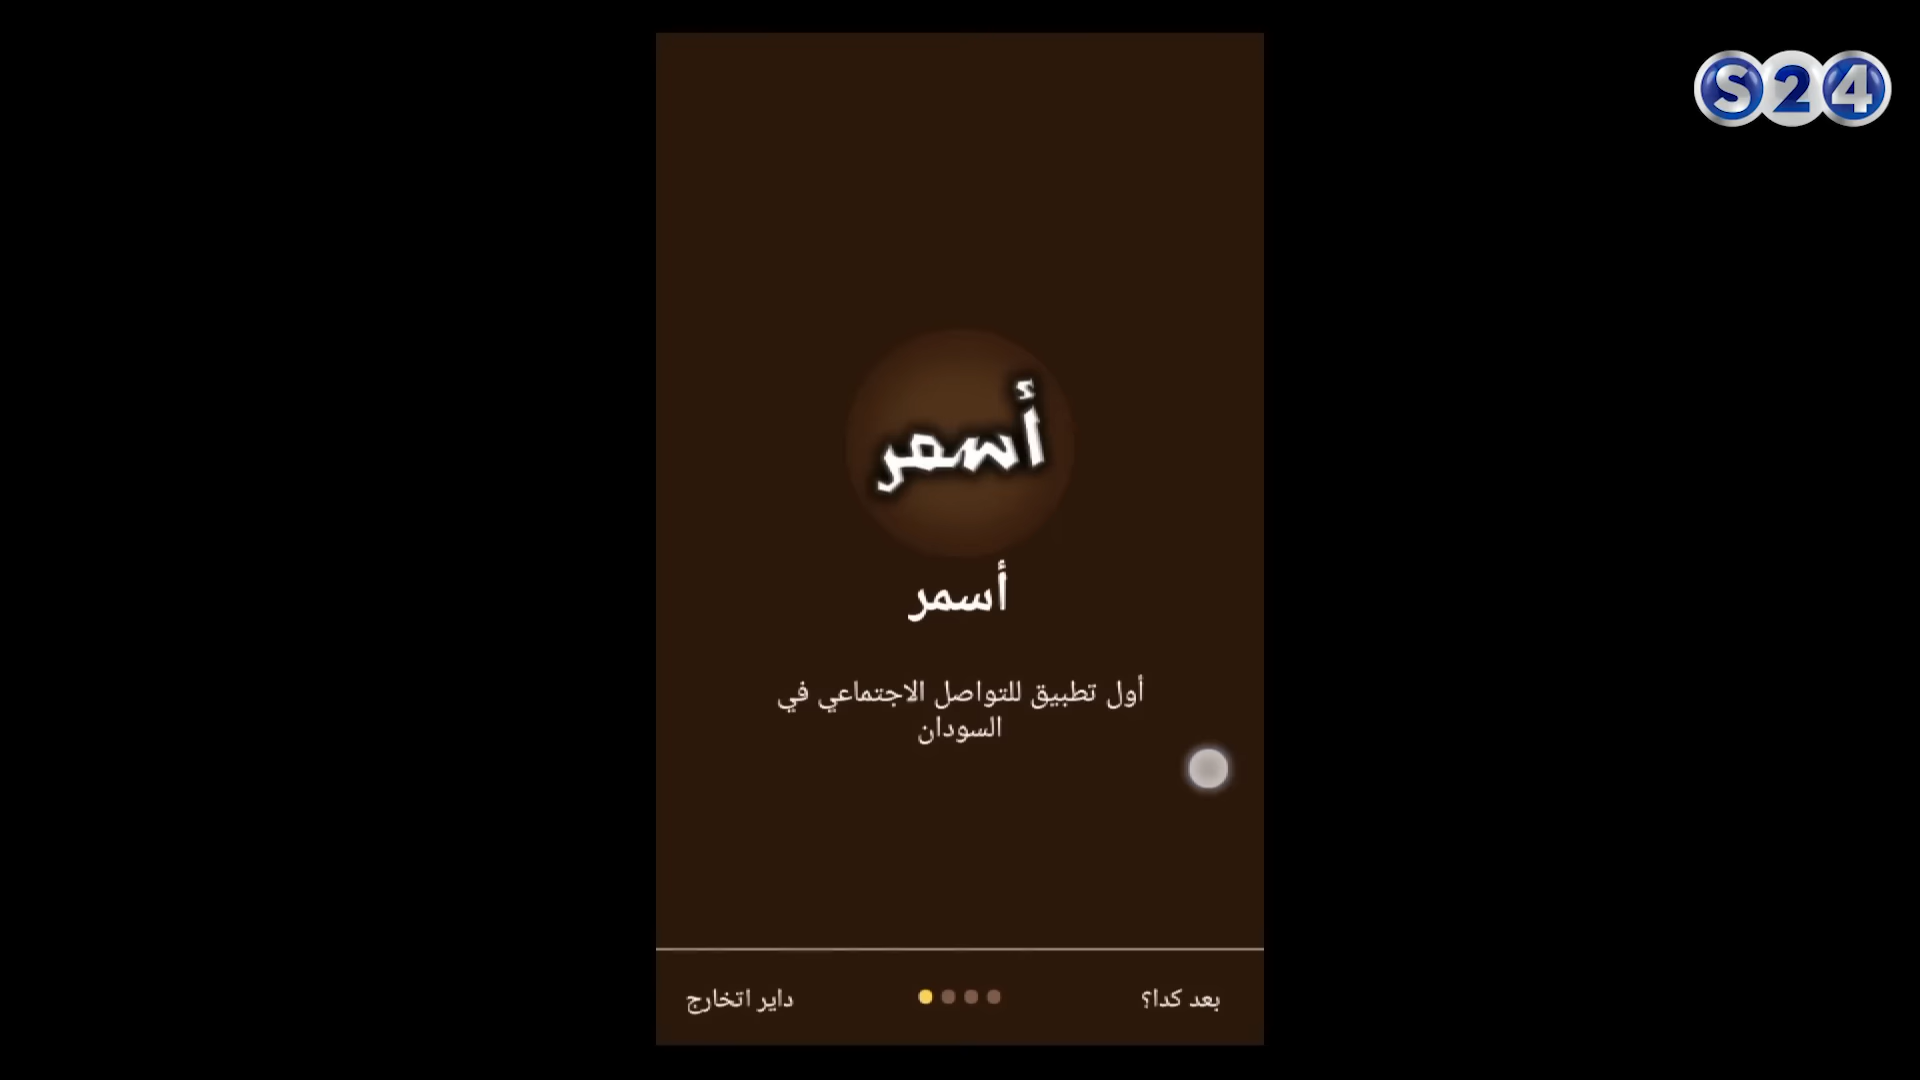 S24
أسمر
أسمر
أول تطبيق للتواصل الاجتماعي في
السودان
بعد كدا؟
داير اتخارج